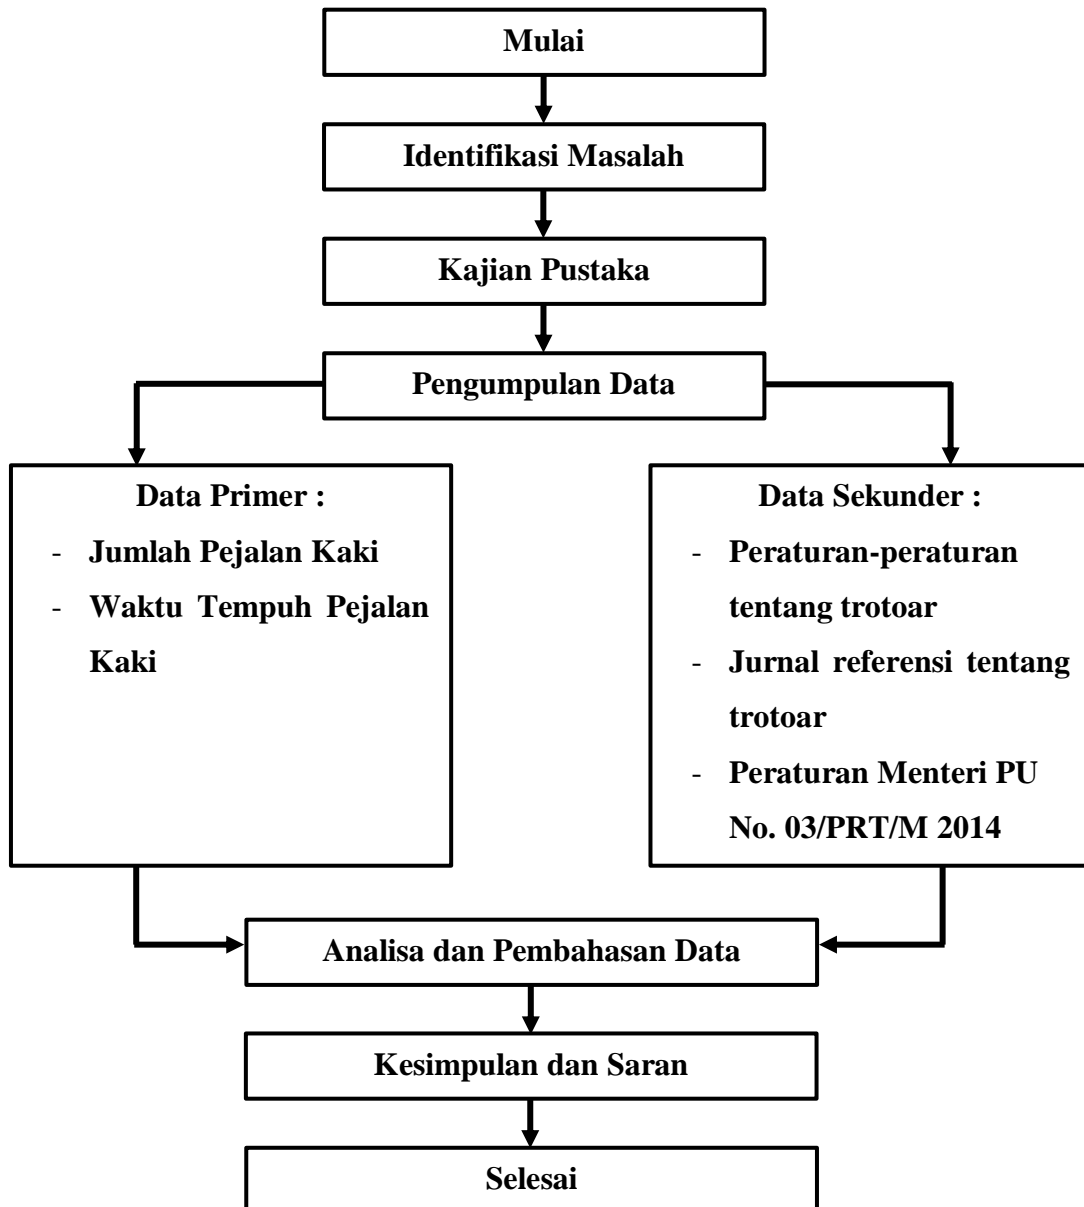 Mulai
Identifikasi Masalah
Kajian Pustaka
Pengumpulan Data
Data Primer :
- Jumlah Pejalan Kaki
- Waktu Tempuh Pejalan
Kaki
Data Sekunder :
- Peraturan-peraturan
tentang trotoar
- Jurnal referensi tentang
trotoar
- Peraturan Menteri PU
No. 03/PRT/M 2014
Analisa dan Pembahasan Data
Kesimpulan dan Saran
Selesai